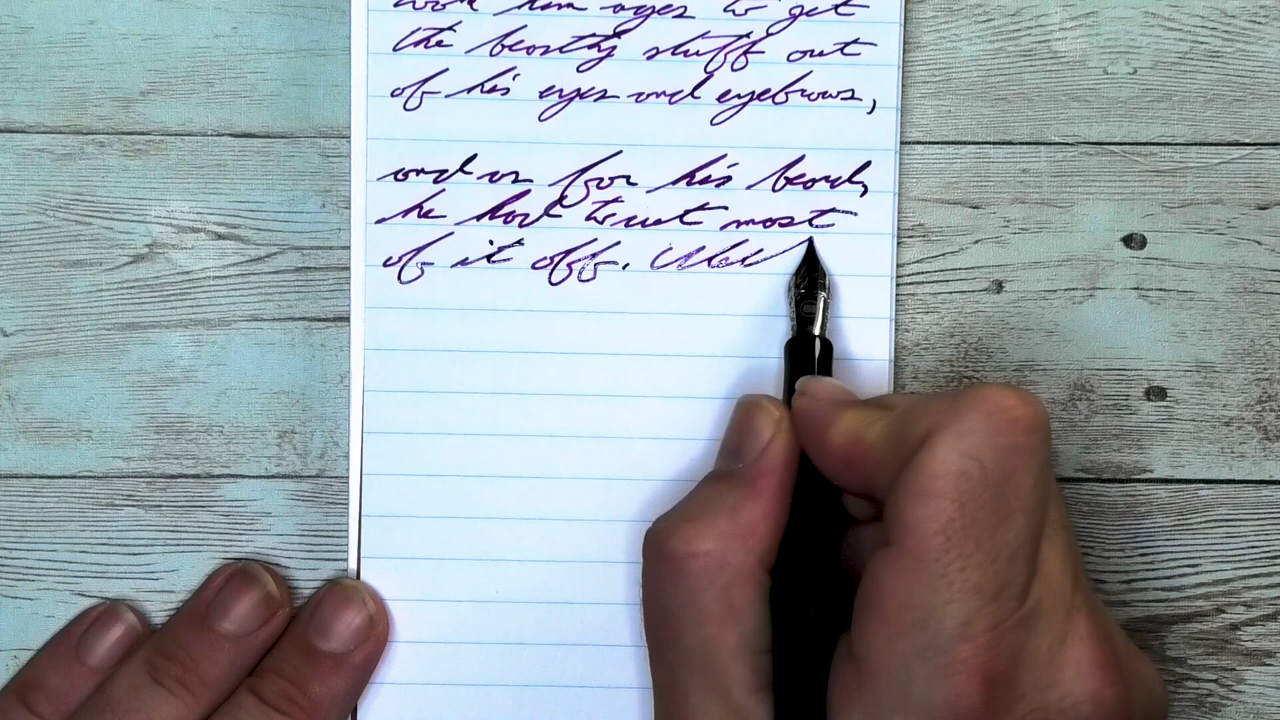 took him ages to get
the beastly stuff out
of his eyes and eyebrows,
and as for his beard,
he had to cut most
of it off. Well